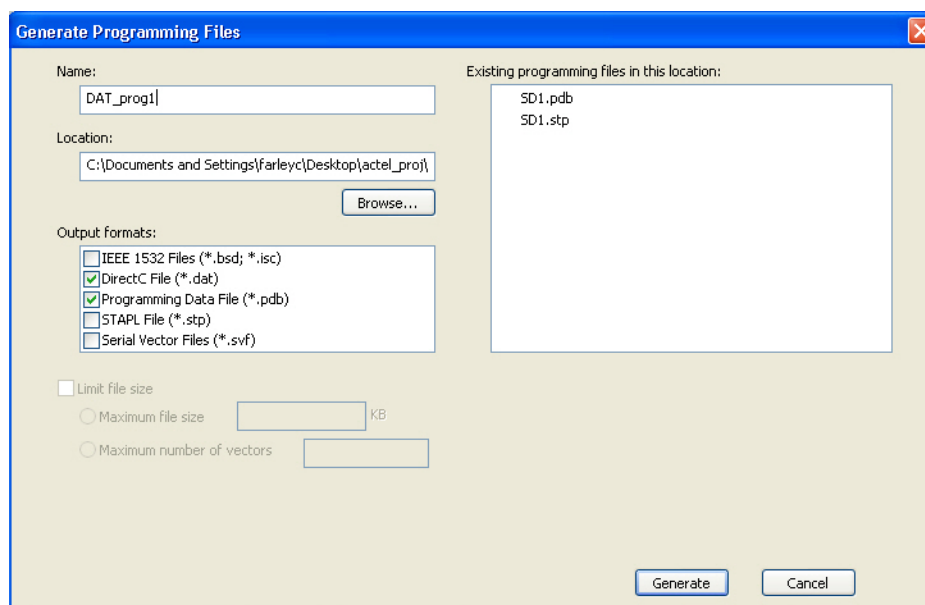 Generate Programming Files
Name:
DAT_prog1
Location:
C:\Documents and Settings\farleyc\Desktop\actel_proj\
Browse...
Output formats:
IEEE 1532 Files (*.bsd; *.isc)
DirectC File (*.dat)
Programming Data File (*.pdb)
STAPL File (*.stp)
Serial Vector Files (*.svf)
Limit file size
Maximum file size
KB
Maximum number of vectors
Existing programming files in this location:
SD1.pdb
SD1.stp
Generate
Cancel